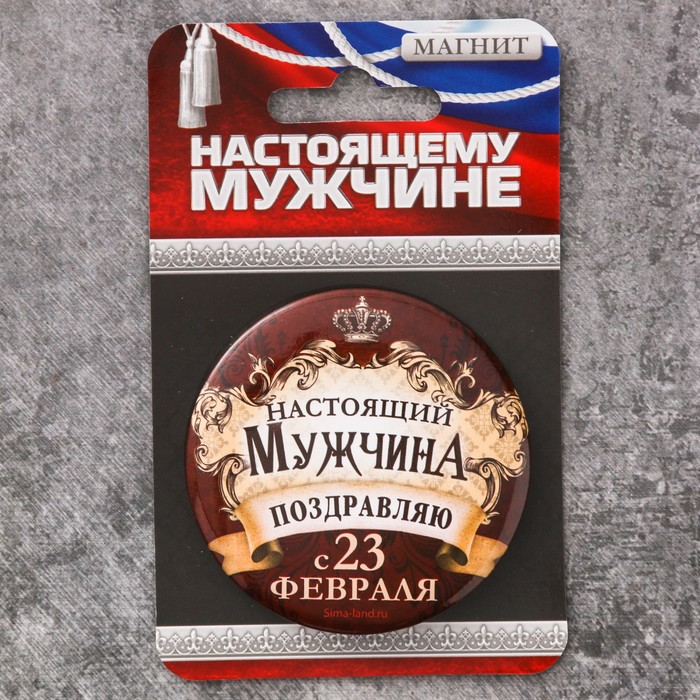 МАГНИТ
НАСТОЯЩЕМУ
МУЖЧИНЕ
НАСТОЯЩИЙ
МУЖЧИНА
ПОЗДРАВЛЯЮ
с 23
ФЕВРАЛЯ
Sima-land.ru